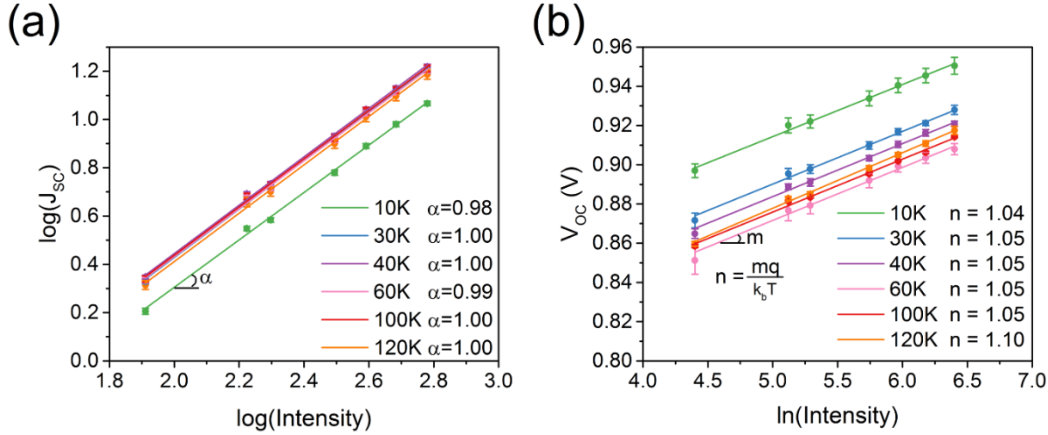 (a)
log(J_SC)
1.2
1.0
0.8
0.6
0.4
0.2
0.0
α
10K α=0.98
30K α=1.00
40K α=1.00
60K α=0.99
100K α=1.00
120K α=1.00
1.8 2.0 2.2 2.4 2.6 2.8 3.0
log(Intensity)
(b)
V_OC (V)
0.96
0.94
0.92
0.90
0.88
0.86
0.84
0.82
0.80
m
n = mq/k_bT
10K n = 1.04
30K n = 1.05
40K n = 1.05
60K n = 1.05
100K n = 1.05
120K n = 1.10
4.0 4.5 5.0 5.5 6.0 6.5 7.0
ln(Intensity)